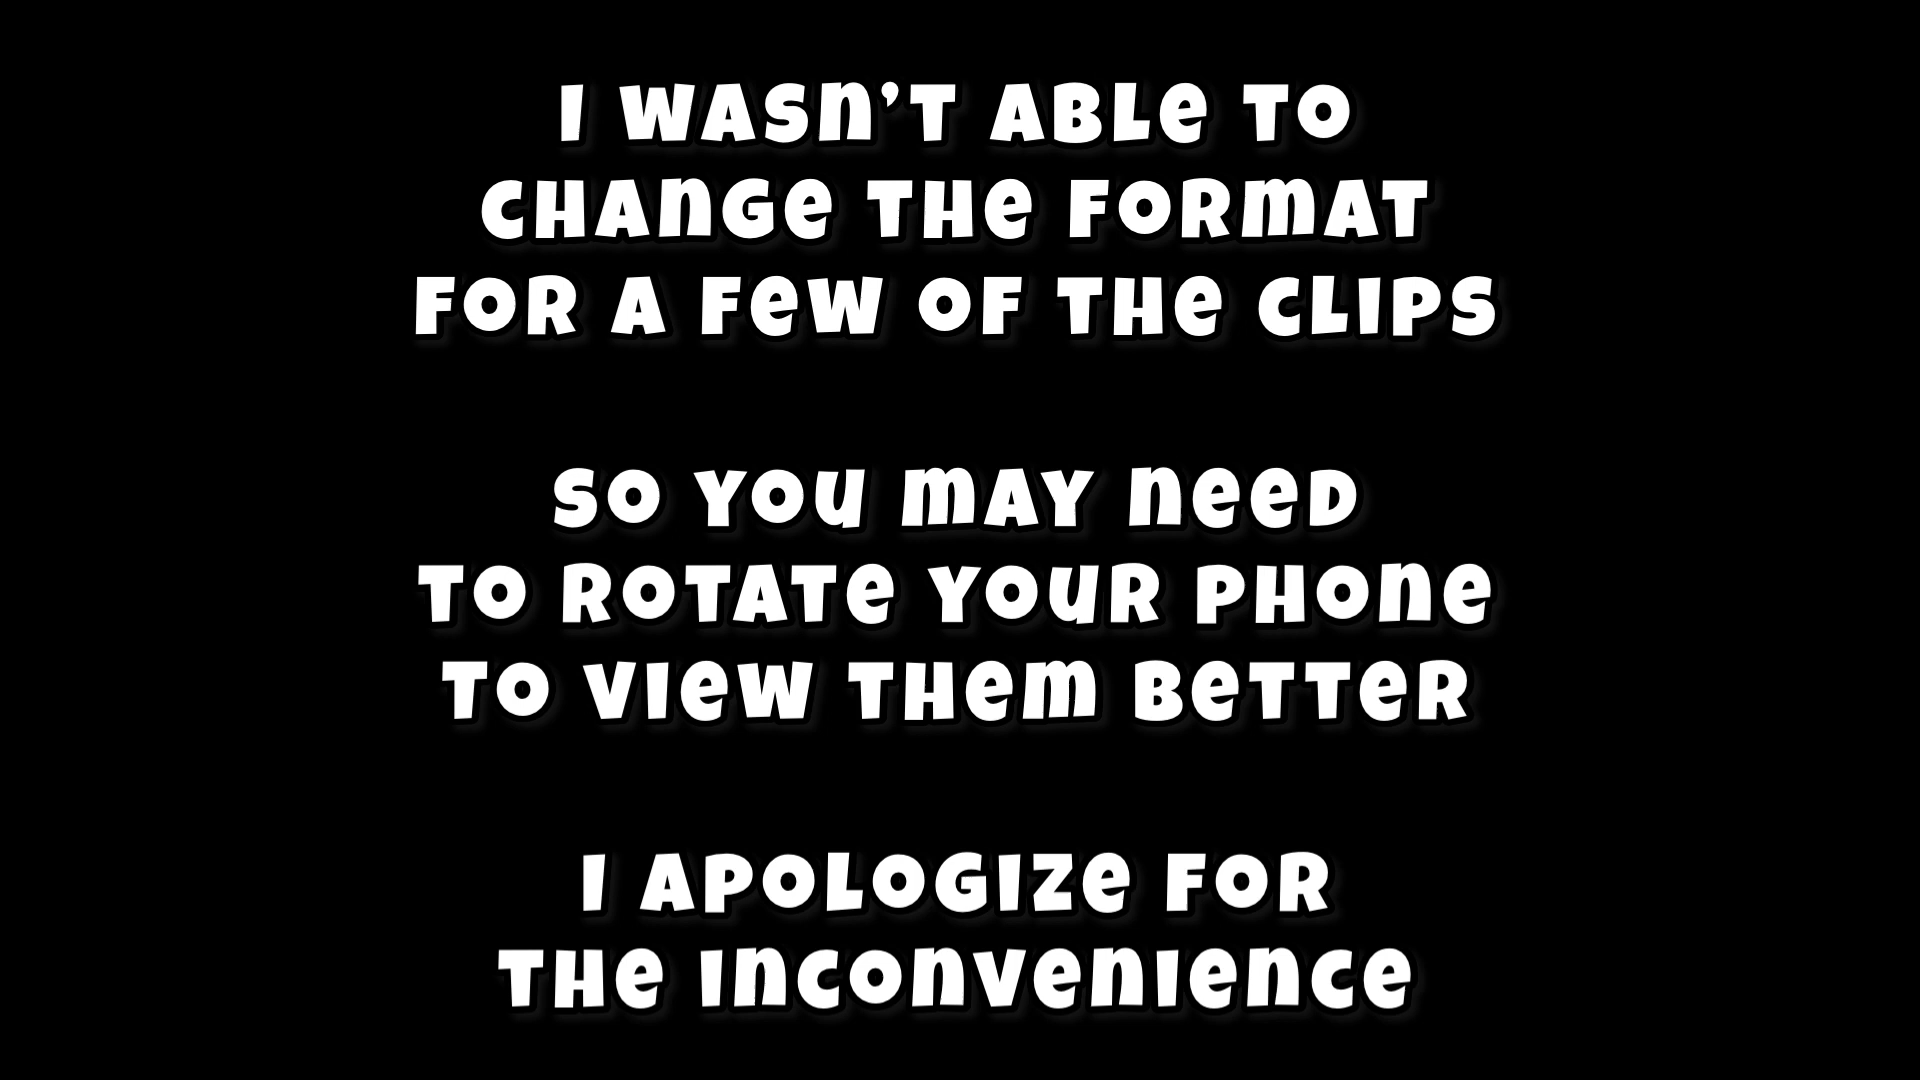 I WASN’T ABLE TO
CHANGE THE FORMAT
FOR A FEW OF THE CLIPS
SO YOU MAY NEED
TO ROTATE YOUR PHONE
TO VIEW THEM BETTER
I APOLOGIZE FOR
THE INCONVENIENCE